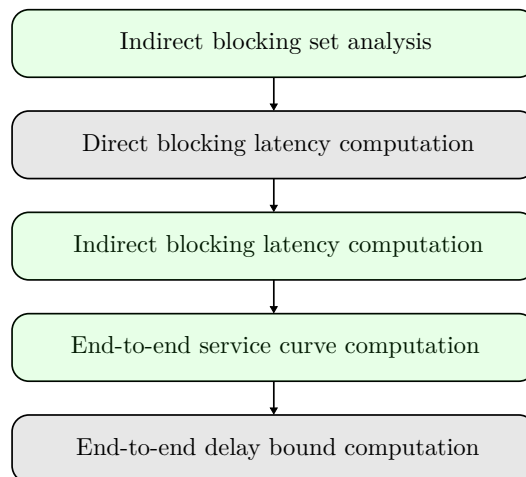 Indirect blocking set analysis
Direct blocking latency computation
Indirect blocking latency computation
End-to-end service curve computation
End-to-end delay bound computation